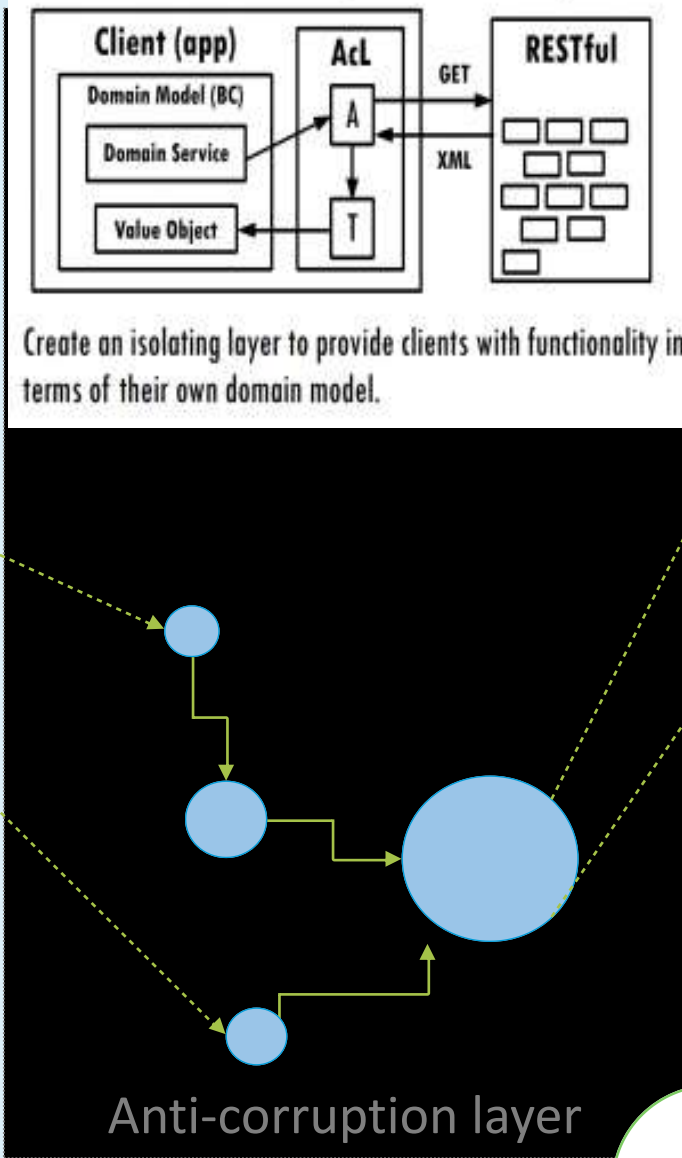 Client (app)
AcL
RESTful
Domain Model (BC)
GET
A
Domain Service
XML
Value Object
T
Create an isolating layer to provide clients with functionality in
terms of their own domain model.
Anti-corruption layer